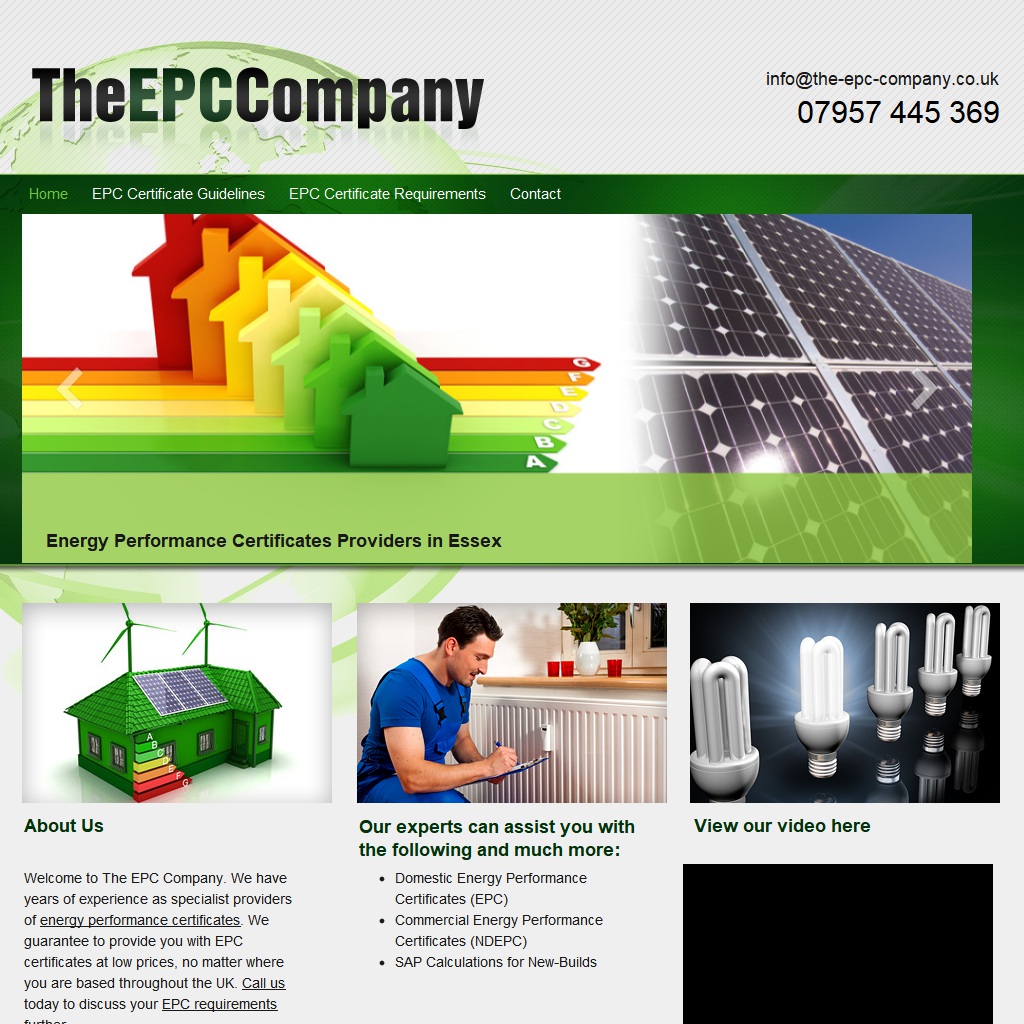 TheEPCCompany
info@the-epc-company.co.uk
07957 445 369
Home
EPC Certificate Guidelines
EPC Certificate Requirements
Contact
G
F
E
D
C
B
A
Energy Performance Certificates Providers in Essex
A
B
C
D
E
F
G
About Us
Welcome to The EPC Company. We have
years of experience as specialist providers
of energy performance certificates. We
guarantee to provide you with EPC
certificates at low prices, no matter where
you are based throughout the UK. Call us
today to discuss your EPC requirements
further
Our experts can assist you with
the following and much more:
• Domestic Energy Performance
Certificates (EPC)
• Commercial Energy Performance
Certificates (NDEPC)
• SAP Calculations for New-Builds
View our video here